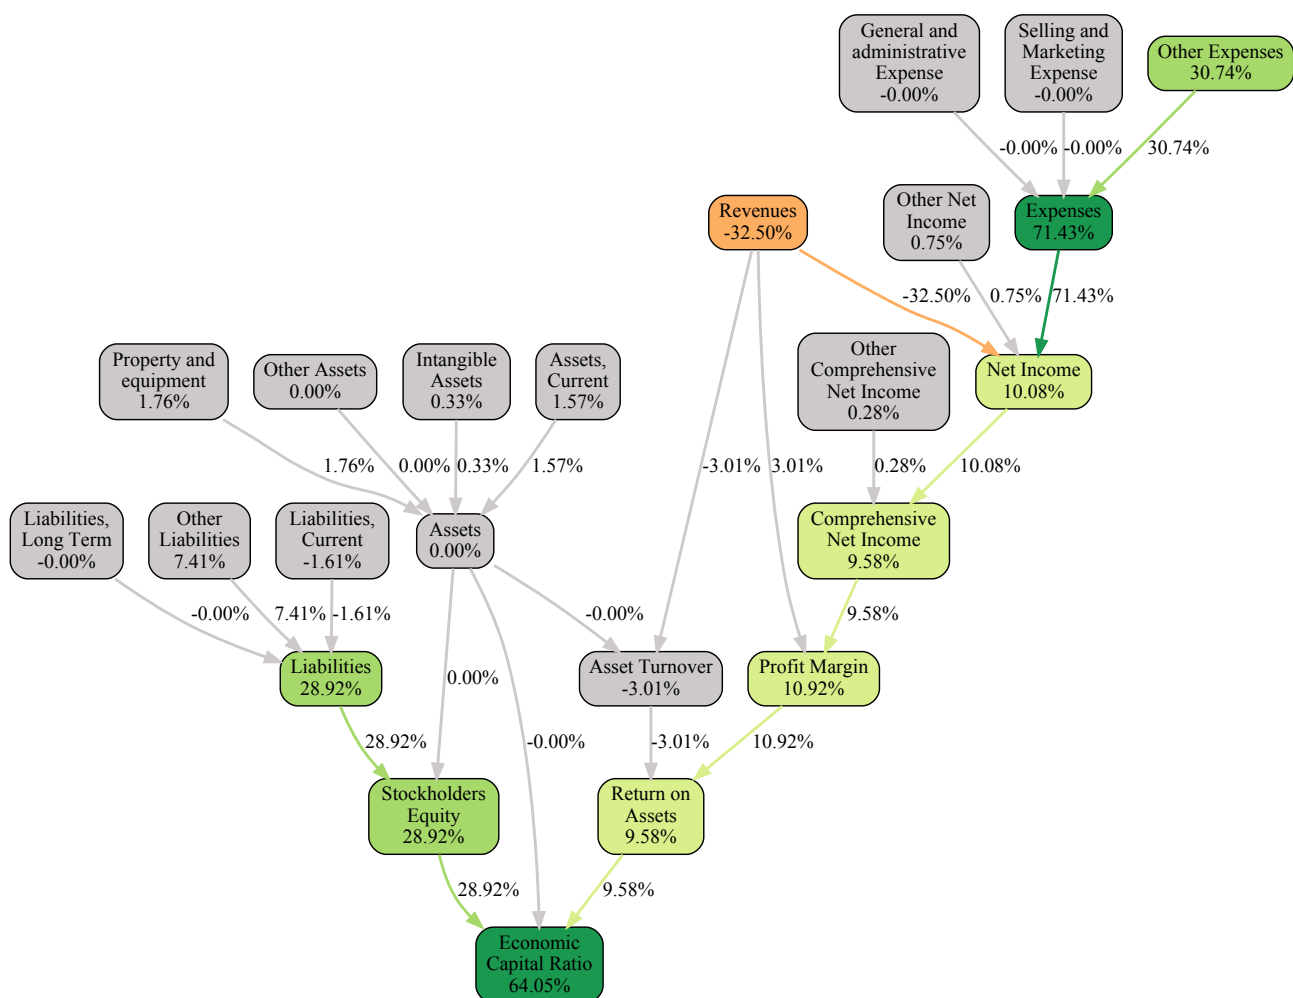 General and
administrative
Expense
-0.00%
Selling and
Marketing
Expense
-0.00%
Other Expenses
30.74%
-0.00%
-0.00%
30.74%
Revenues
-32.50%
Other Net
Income
0.75%
Expenses
71.43%
-32.50%
0.75%
71.43%
Property and
equipment
1.76%
Other Assets
0.00%
Intangible
Assets
0.33%
Assets,
Current
1.57%
Other
Comprehensive
Net Income
0.28%
Net Income
10.08%
1.76%
0.00%
0.33%
1.57%
-3.01%
3.01%
0.28%
10.08%
Liabilities,
Long Term
-0.00%
Other
Liabilities
7.41%
Liabilities,
Current
-1.61%
Assets
0.00%
Comprehensive
Net Income
9.58%
-0.00%
7.41%
-1.61%
-0.00%
9.58%
Liabilities
28.92%
0.00%
Asset Turnover
-3.01%
Profit Margin
10.92%
28.92%
-0.00%
-3.01%
10.92%
Stockholders
Equity
28.92%
Return on
Assets
9.58%
28.92%
9.58%
Economic
Capital Ratio
64.05%